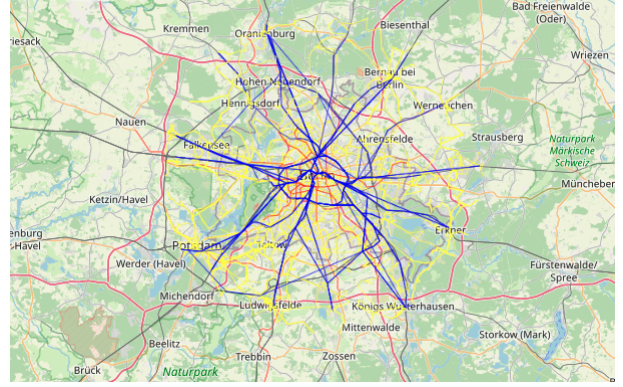 Bad Freienwalde
(Oder)
Kremmen
Oranienburg
Biesenthal
Wriezen
Bernau bei
Berlin
Hohen Neuendorf
Hennigsdorf
Werneuchen
Nauen
Falkensee
Ahrensfelde
Strausberg
Naturpark
Märkische
Schweiz
Müncheberg
Ketzin/Havel
Erkner
Potsdam
Teltow
Werder (Havel)
Fürstenwalde/
Spree
Michendorf
Ludwigsfelde
Königs Wusterhausen
Mittenwalde
Storkow (Mark)
Beelitz
Trebbin
Zossen
Brück
Naturpark